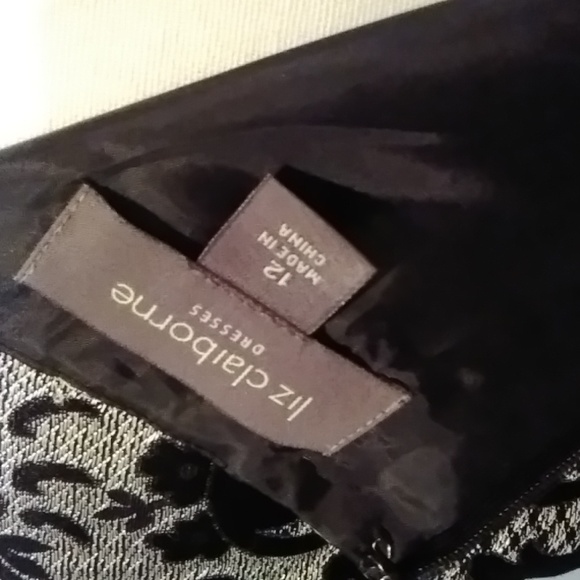 liz claiborne
DRESSES
12
MADE IN
CHINA